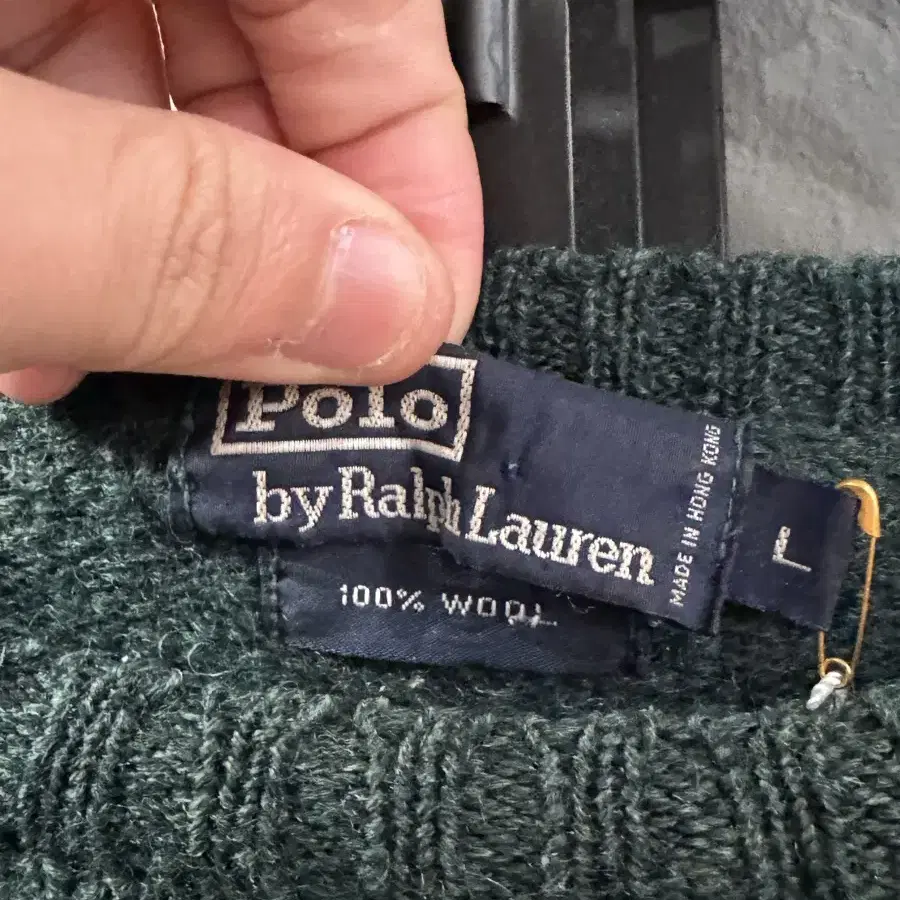 Polo
by Ralph Lauren
MADE IN HONG KONG
L
100% WOOL